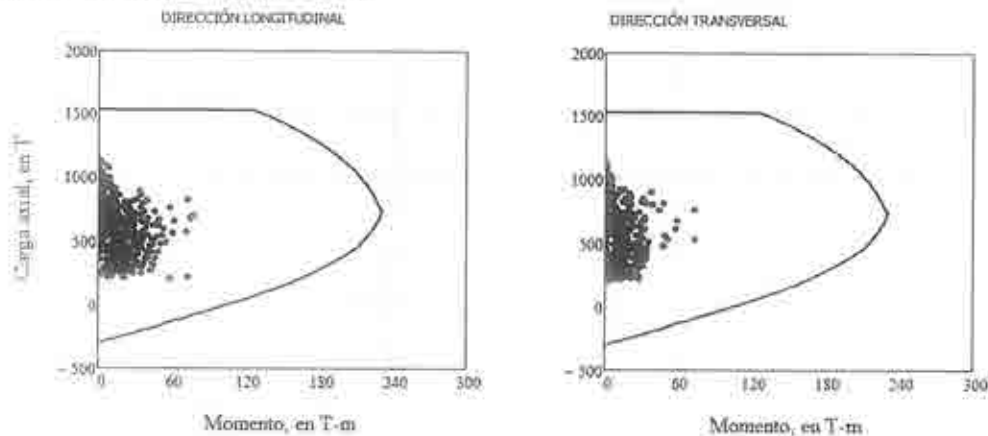 DIRECCIÓN LONGITUDINAL
2000
1500
1000
500
0
-500
0 60 120 180 240 300
Carga axial, en T
Momento, en T-m
DIRECCIÓN TRANSVERSAL
2000
1500
1000
500
0
-500
0 60 120 180 240 300
Momento, en T-m